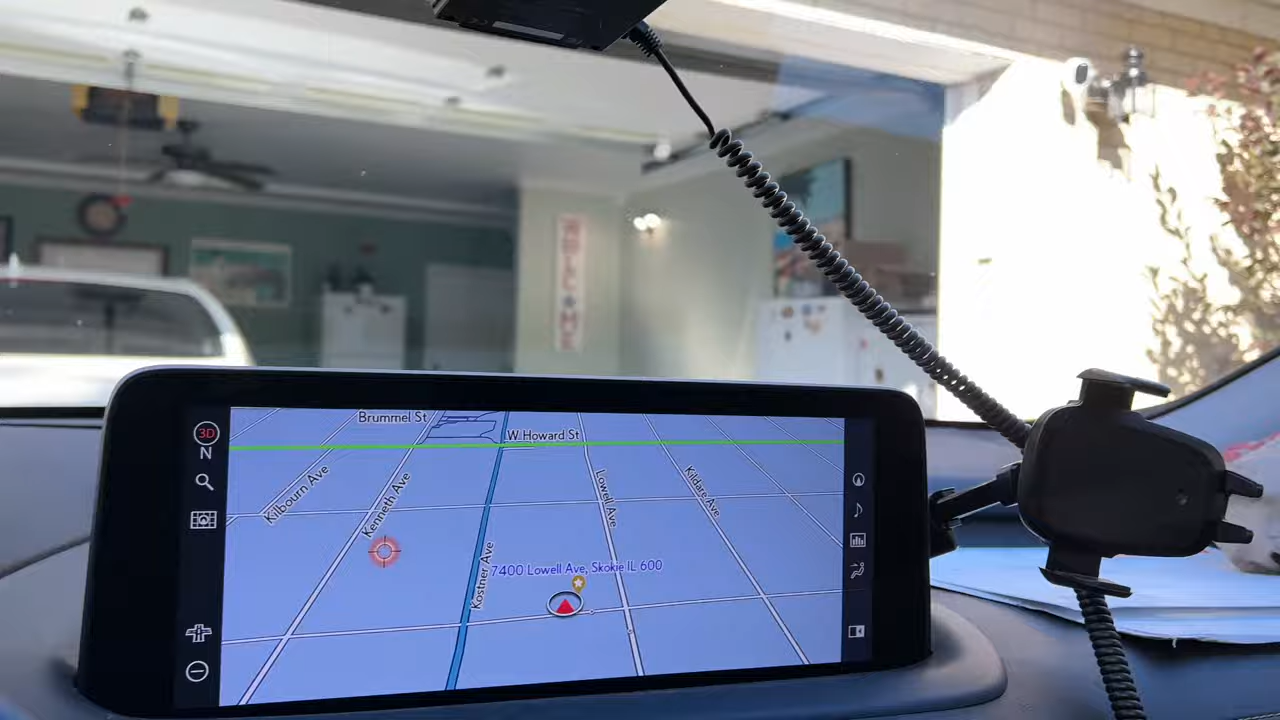 WELCOME
Brummel St
W Howard St
3D
N
Kilbourn Ave
Kenneth Ave
Lowell Ave
Kildare Ave
Kostner Ave
7400 Lowell Ave, Skokie IL 600